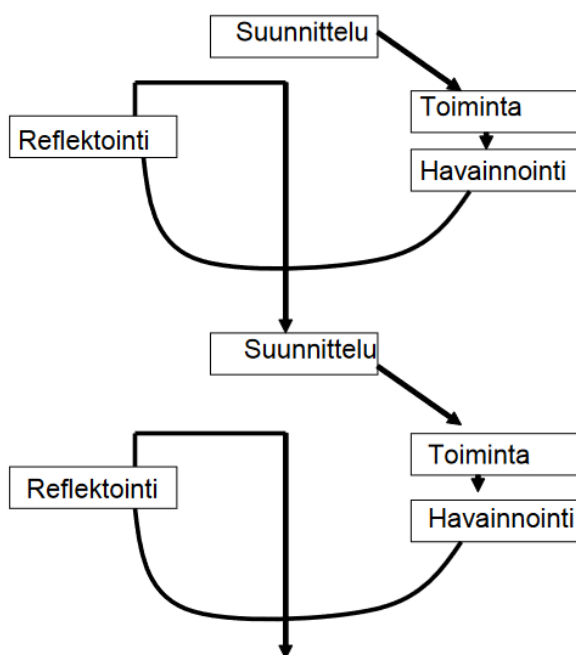 Suunnittelu
Toiminta
Reflektointi
Havainnointi
Suunnittelu
Toiminta
Reflektointi
Havainnointi